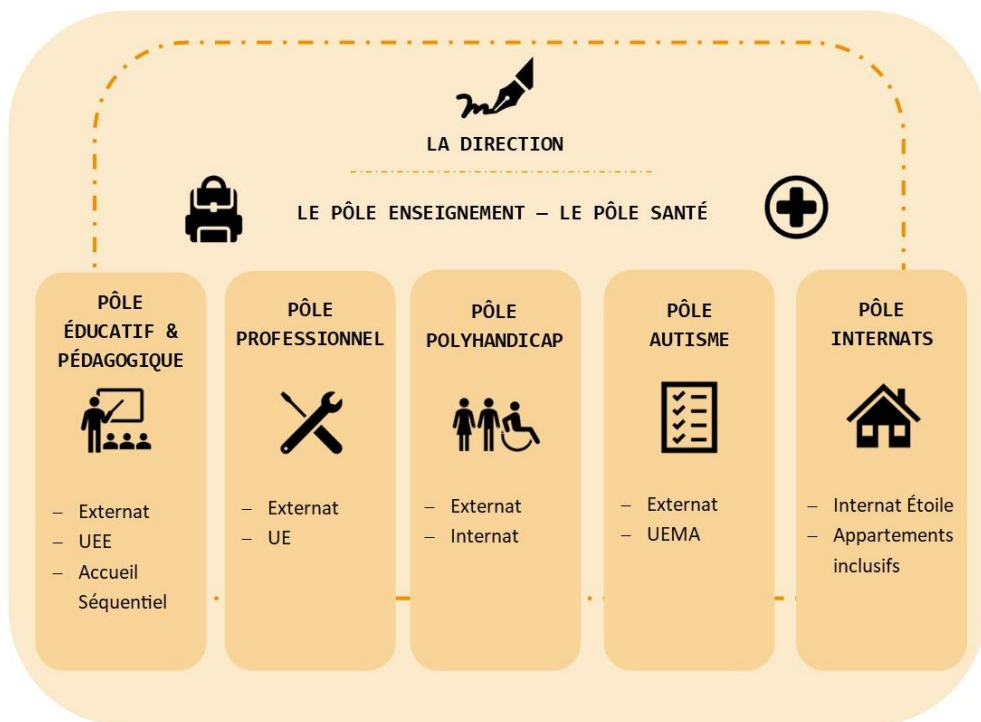 LA DIRECTION
LE PÔLE ENSEIGNEMENT – LE PÔLE SANTÉ
PÔLE
ÉDUCATIF &
PÉDAGOGIQUE
– Externat
– UEE
– Accueil
Séquentiel
PÔLE
PROFESSIONNEL
– Externat
– UE
PÔLE
POLYHANDICAP
– Externat
– Internat
PÔLE
AUTISME
– Externat
– UEMA
PÔLE
INTERNATS
– Internat Étoile
– Appartements
inclusifs